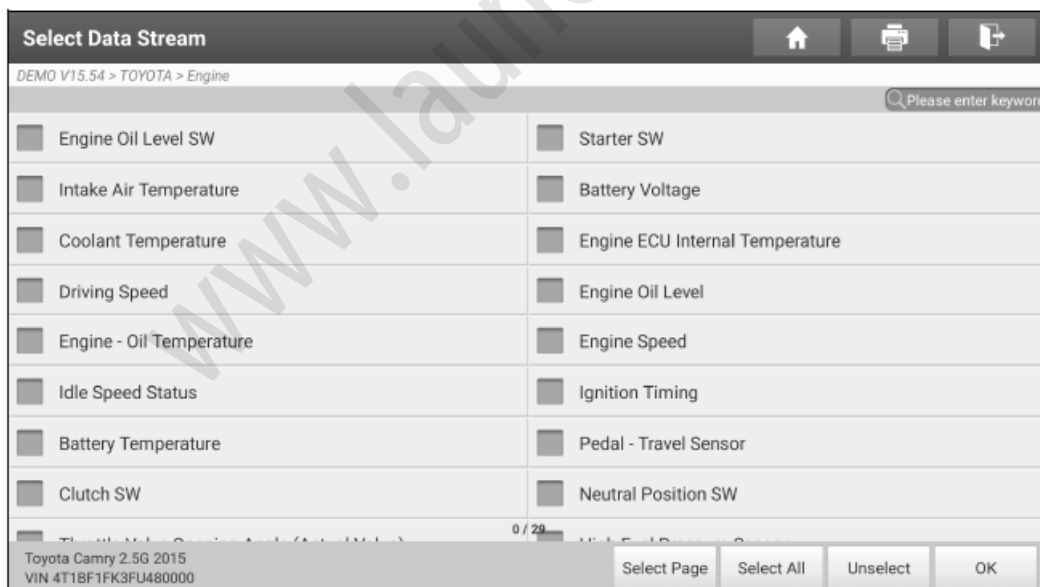 Select Data Stream
DEMO V15.54 > TOYOTA > Engine
Please enter keywor
Engine Oil Level SW
Starter SW
Intake Air Temperature
Battery Voltage
Coolant Temperature
Engine ECU Internal Temperature
Driving Speed
Engine Oil Level
Engine - Oil Temperature
Engine Speed
Idle Speed Status
Ignition Timing
Battery Temperature
Pedal - Travel Sensor
Clutch SW
Neutral Position SW
0 / 29
Toyota Camry 2.5G 2015
VIN 4T1BF1FK3FU480000
Select Page
Select All
Unselect
OK
www.laun